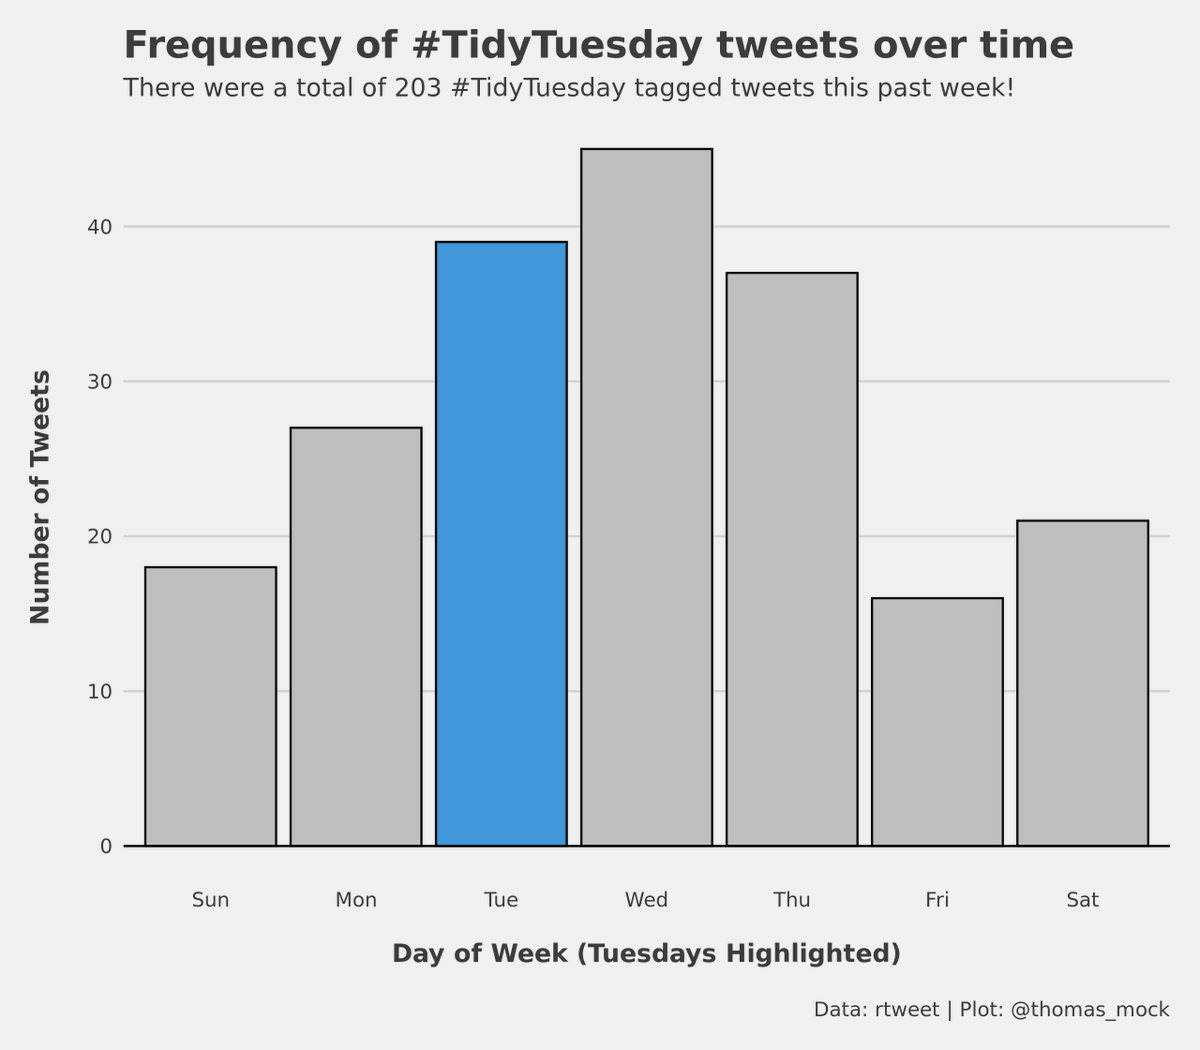 Frequency of #TidyTuesday tweets over time
There were a total of 203 #TidyTuesday tagged tweets this past week!
Number of Tweets
40
30
20
10
0
Sun Mon Tue Wed Thu Fri Sat
Day of Week (Tuesdays Highlighted)
Data: rtweet | Plot: @thomas_mock